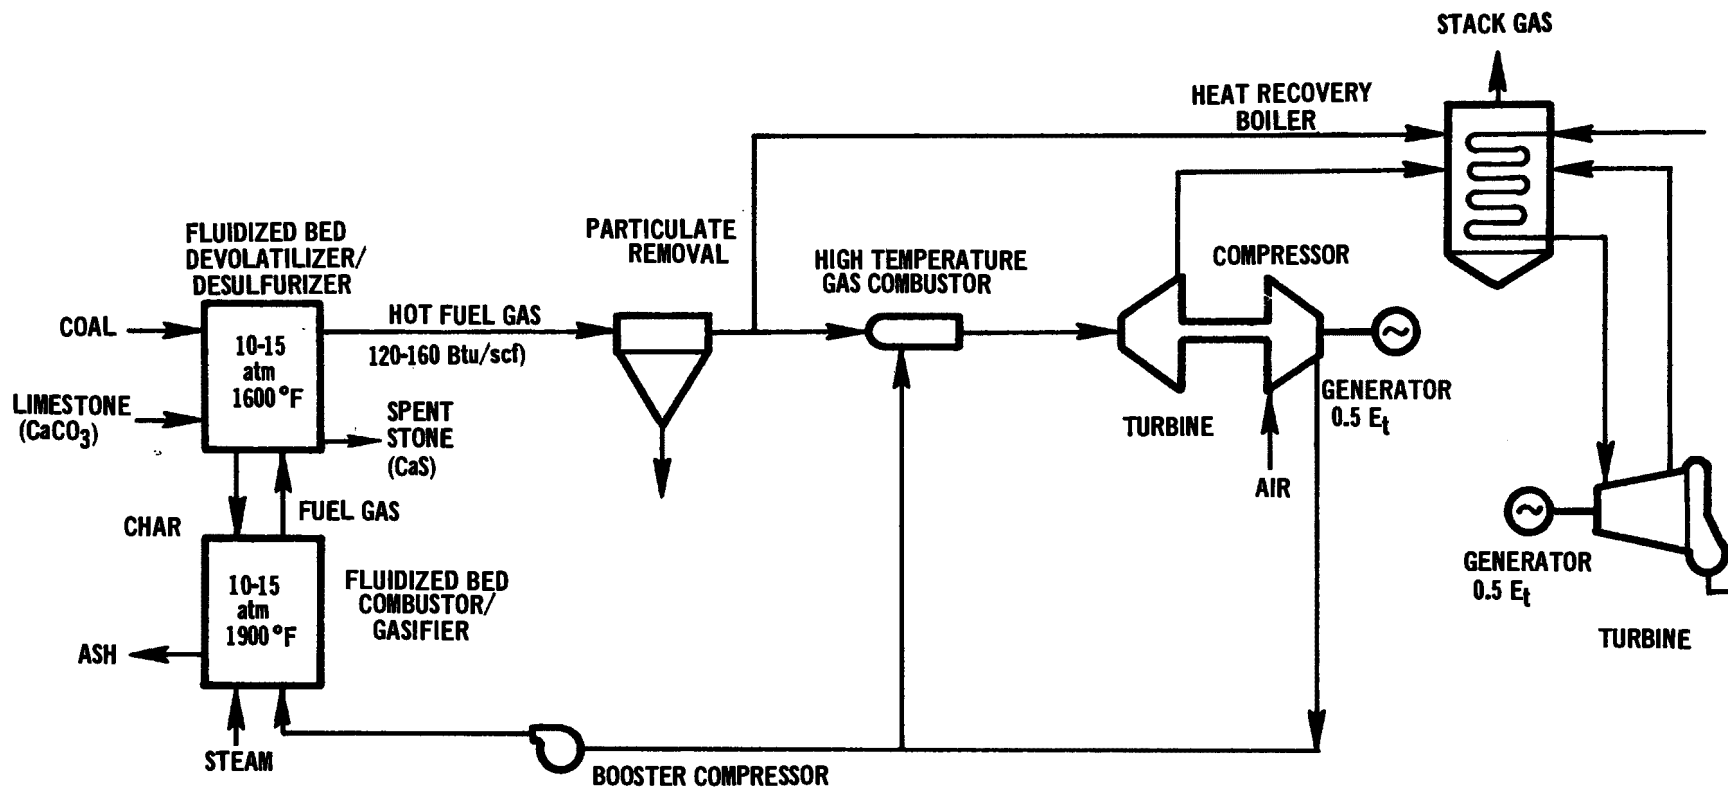 STACK GAS
HEAT RECOVERY
BOILER
PARTICULATE
REMOVAL
FLUIDIZED BED
DEVOLATILIZER/
DESULFURIZER
HIGH TEMPERATURE
GAS COMBUSTOR
COMPRESSOR
COAL
10-15
atm
1600°F
HOT FUEL GAS
120-160 Btu/scf)
LIMESTONE
(CaCO3)
SPENT
STONE
(CaS)
TURBINE
GENERATOR
0.5 Et
AIR
CHAR
FUEL GAS
10-15
atm
1900°F
FLUIDIZED BED
COMBUSTOR/
GASIFIER
ASH
STEAM
BOOSTER COMPRESSOR
GENERATOR
0.5 Et
TURBINE